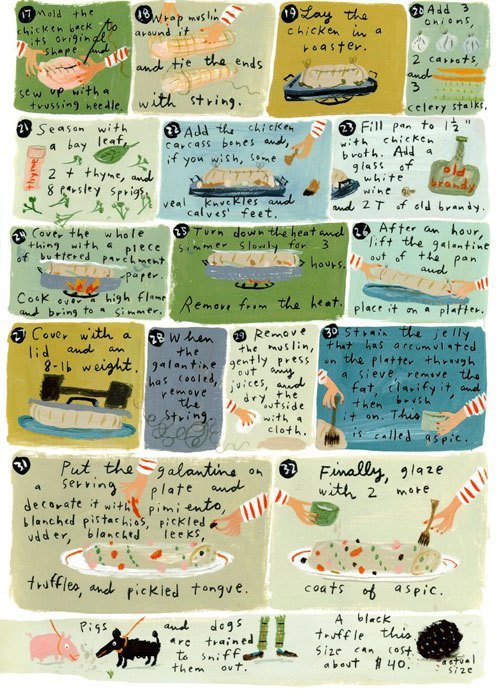 17 Mold the
chicken back to
its original
shape and
sew up with a
trussing needle.
18 Wrap muslin
around it
and tie the ends
with string.
19 Lay the
chicken in a
roaster.
20 Add 3
onions,
2 carrots,
and
3
celery stalks.
21 Season with
a bay leaf,
thyme
2 t thyme, and
8 parsley sprigs.
22 Add the chicken
carcass bones and,
if you wish, some
veal knuckles and
calves' feet.
23 Fill pan to 1 1/2"
with chicken
broth. Add a
glass of
white
wine
old
brandy
and 2 T of old brandy.
24 Cover the whole
thing with a piece
of buttered parchment
paper.
Cook over high flame
and bring to a simmer.
25 Turn down the heat and
simmer slowly for 3
hours.
Remove from the heat.
26 After an hour,
lift the galantine
out of the pan
and
place it on a platter.
27 Cover with a
lid and an
8-lb weight.
28 When
the
galantine
has cooled,
remove
the
string.
29 Remove
the muslin,
gently press
out any
juices, and
dry the
outside
with a
cloth.
30 Strain the jelly
that has accumulated
on the platter through
a sieve, remove the
fat, clarify it, and
then brush
it on. This
is called aspic.
31 Put the galantine on
a serving plate and
decorate it with pimiento,
blanched pistachios, pickled
udder, blanched leeks,
truffles, and pickled tongue.
32 Finally, glaze
with 2 more
coats of aspic.
Pigs and dogs
are trained
to sniff
them out.
A black
truffle this
size can cost
about $40.
actual
size